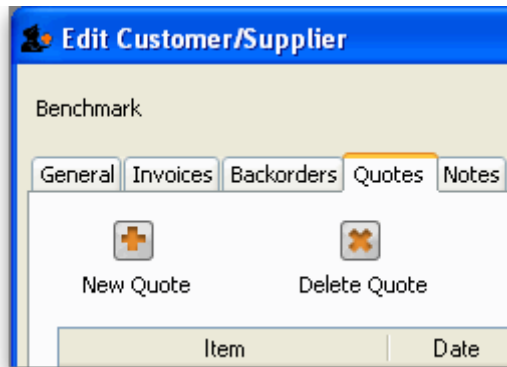 Edit Customer/Supplier
Benchmark
General Invoices Backorders Quotes Notes
New Quote Delete Quote
Item Date